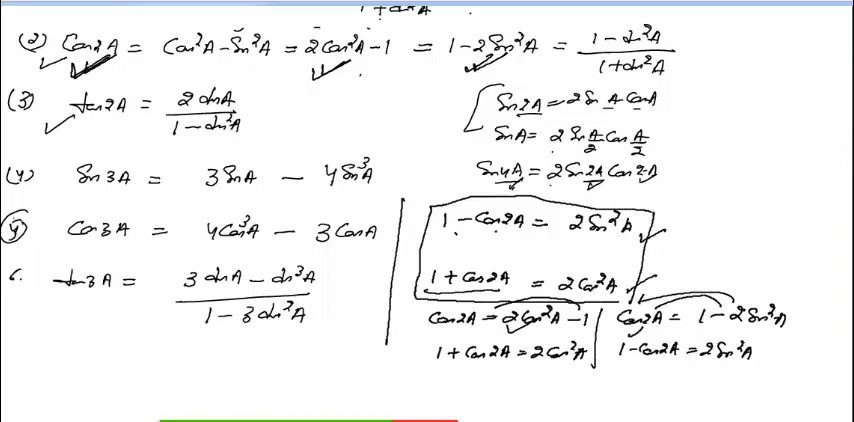 1 + tan²A
(2) Cos2A = Cos²A - Sin²A = 2Cos²A - 1 = 1 - 2Sin²A = (1 - tan²A)/(1 + tan²A)
(3) tan2A = 2tanA/(1 - tan²A)
Sin2A = 2Sin A CosA
SinA = 2Sin A/2 Cos A/2
Sin4A = 2Sin2A Cos2A
(4) Sin3A = 3SinA - 4Sin³A
(5) Cos3A = 4Cos³A - 3CosA
6. tan3A = (3tanA - tan³A)/(1 - 3tan²A)
1 - Cos2A = 2Sin²A
1 + Cos2A = 2Cos²A
Cos2A = 2Cos²A - 1
1 + Cos2A = 2Cos²A
Cos2A = 1 - 2Sin²A
1 - Cos2A = 2Sin²A